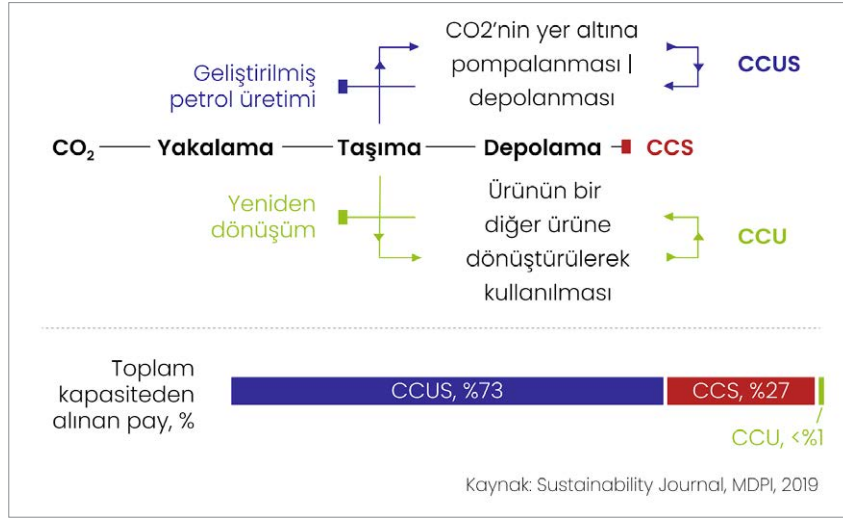 CO2'nin yer altına
pompalanması |
depolanması
CCUS
Geliştirilmiş
petrol üretimi
CO₂ Yakalama Taşıma Depolama CCS
Yeniden
dönüşüm
Ürünün bir
diğer ürüne
dönüştürülerek
kullanılması
CCU
Toplam
kapasiteden
alınan pay, %
CCUS, %73
CCS, %27
CCU, <%1
Kaynak: Sustainability Journal, MDPI, 2019